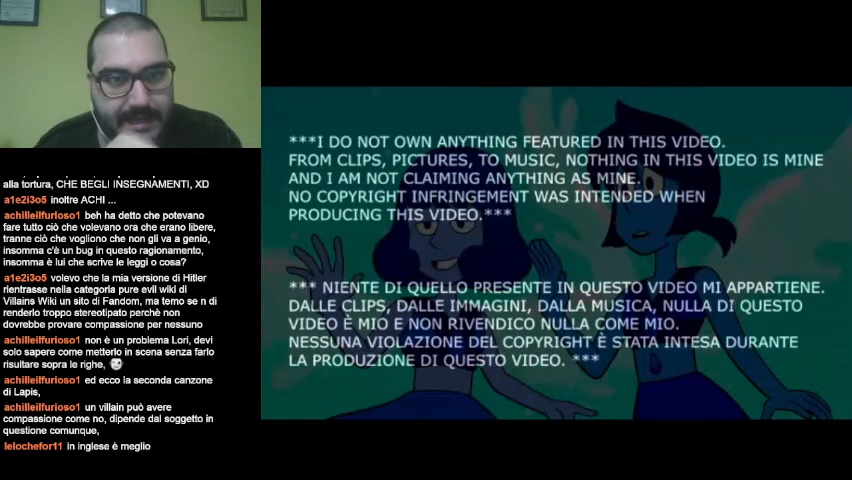 alla tortura, CHE BEGLI INSEGNAMENTI, XD
a1e2i3o5 inoltre ACHI ...
achilleilfurioso1 beh ha detto che potevano
fare tutto ciò che volevano ora che erano libere,
tranne ciò che vogliono che non gli va a genio,
insomma c'è un bug in questo ragionamento,
insomma è lui che scrive le leggi o cosa?
a1e2i3o5 volevo che la mia versione di Hitler
rientrasse nella categoria pure evil wiki di
Villains Wiki un sito di Fandom, ma temo se n di
renderlo troppo stereotipato perchè non
dovrebbe provare compassione per nessuno
achilleilfurioso1 non è un problema Lori, devi
solo sapere come metterlo in scena senza farlo
risultare sopra le righe,
achilleilfurioso1 ed ecco la seconda canzone
di Lapis,
achilleilfurioso1 un villain può avere
compassione come no, dipende dal soggetto in
questione comunque,
lelochefor11 in inglese è meglio
***I DO NOT OWN ANYTHING FEATURED IN THIS VIDEO.
FROM CLIPS, PICTURES, TO MUSIC, NOTHING IN THIS VIDEO IS MINE
AND I AM NOT CLAIMING ANYTHING AS MINE.
NO COPYRIGHT INFRINGEMENT WAS INTENDED WHEN
PRODUCING THIS VIDEO.***
*** NIENTE DI QUELLO PRESENTE IN QUESTO VIDEO MI APPARTIENE.
DALLE CLIPS, DALLE IMMAGINI, DALLA MUSICA, NULLA DI QUESTO
VIDEO È MIO E NON RIVENDICO NULLA COME MIO.
NESSUNA VIOLAZIONE DEL COPYRIGHT È STATA INTESA DURANTE
LA PRODUZIONE DI QUESTO VIDEO. ***